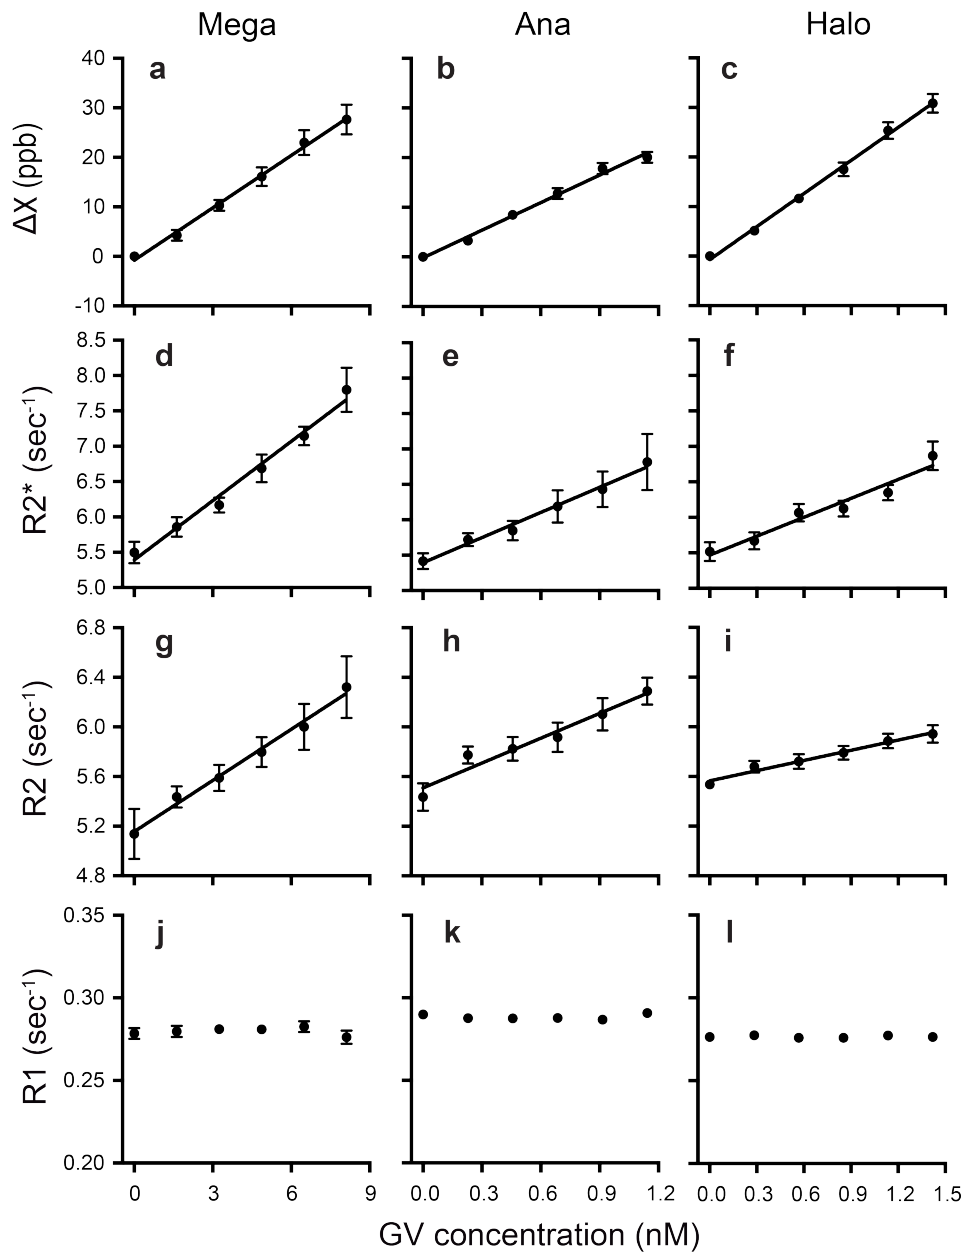 Mega Ana Halo
a b c
ΔX (ppb)
40
30
20
10
0
-10
d e f
R2* (sec-1)
8.5
8.0
7.5
7.0
6.5
6.0
5.5
5.0
g h i
R2 (sec-1)
6.8
6.4
6.0
5.6
5.2
4.8
j k l
R1 (sec-1)
0.35
0.30
0.25
0.20
0 3 6 9 0.0 0.3 0.6 0.9 1.2 0.0 0.3 0.6 0.9 1.2 1.5
GV concentration (nM)